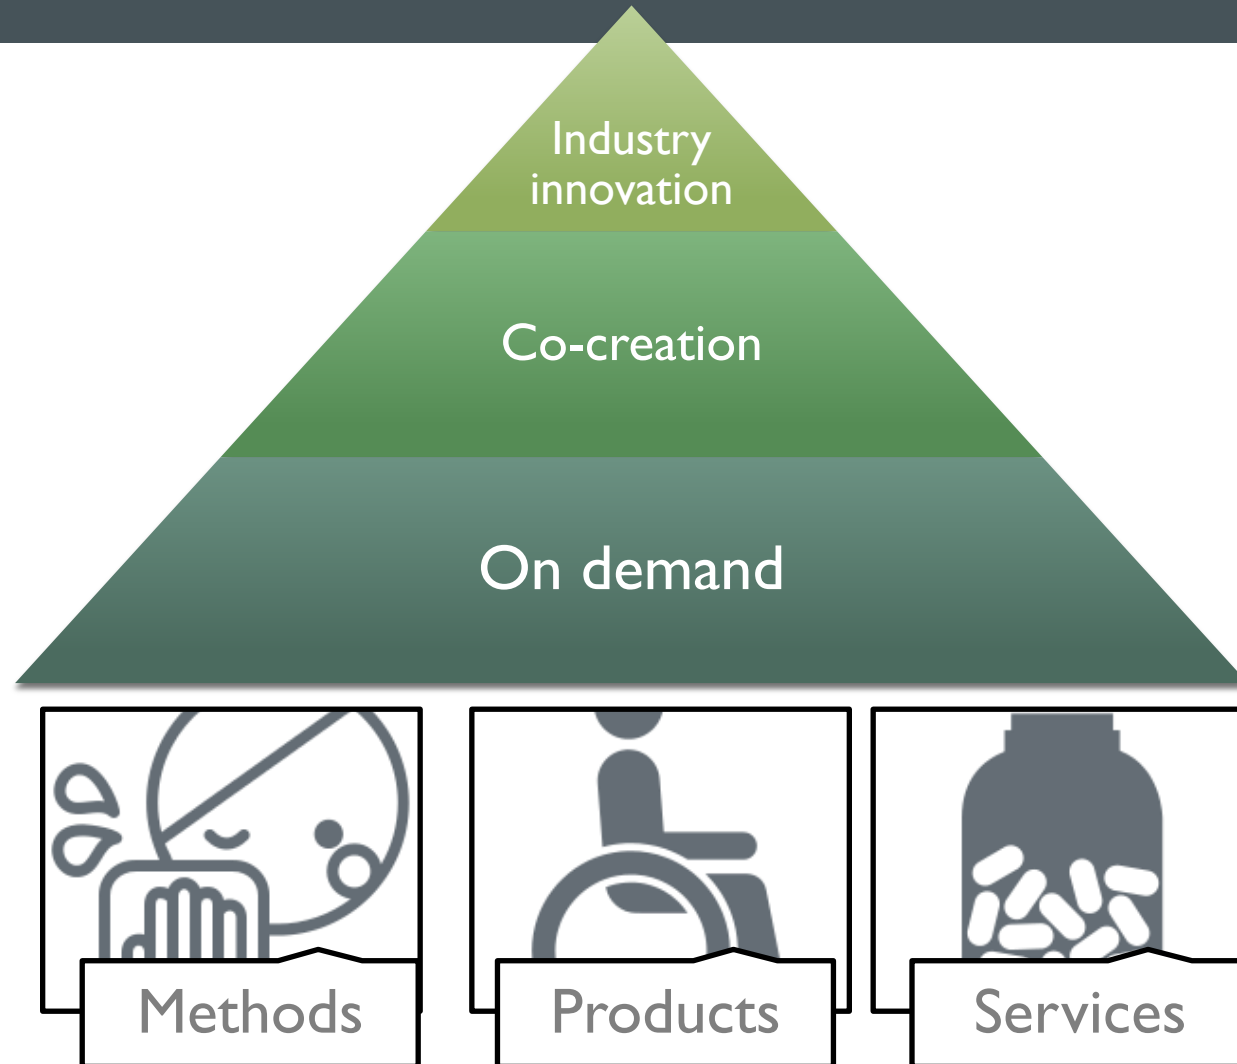 Industry
innovation
Co-creation
On demand
Methods
Products
Services